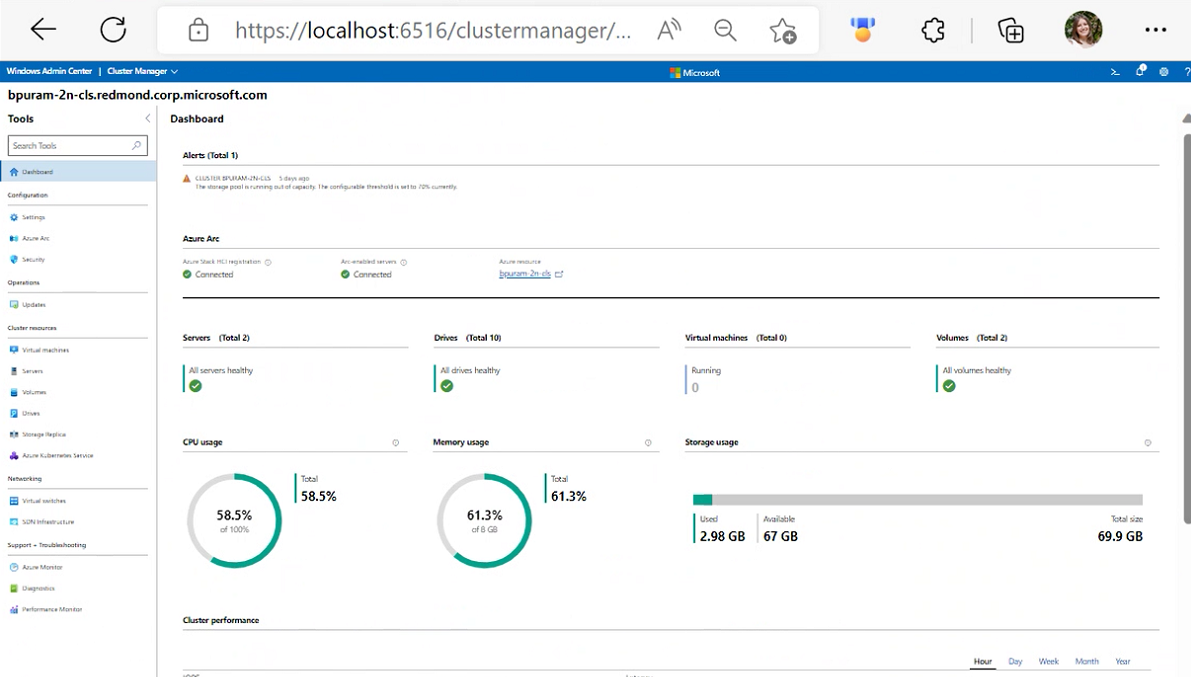 https://localhost:6516/clustermanager/...
Windows Admin Center | Cluster Manager
Microsoft
bpuram-2n-cls.redmond.corp.microsoft.com
Tools
Search Tools
Dashboard
Configuration
Settings
Azure Arc
Security
Operations
Updates
Cluster resources
Virtual machines
Servers
Volumes
Drives
Storage Replica
Azure Kubernetes Service
Networking
Virtual switches
SDN Infrastructure
Support + Troubleshooting
Azure Monitor
Diagnostics
Performance Monitor
Dashboard
Alerts (Total 1)
CLUSTER BPURAM-2N-CLS 5 days ago
The storage pool is running out of capacity. The configurable threshold is set to 70% currently.
Azure Arc
Azure Stack HCI registration
Connected
Arc-enabled servers
Connected
Azure resource
bpuram-2n-cls
Servers (Total 2)
All servers healthy
Drives (Total 10)
All drives healthy
Virtual machines (Total 0)
Running
0
Volumes (Total 2)
All volumes healthy
CPU usage
58.5%
of 100%
Total
58.5%
Memory usage
61.3%
of 8 GB
Total
61.3%
Storage usage
Used
2.98 GB
Available
67 GB
Total size
69.9 GB
Cluster performance
Hour Day Week Month Year